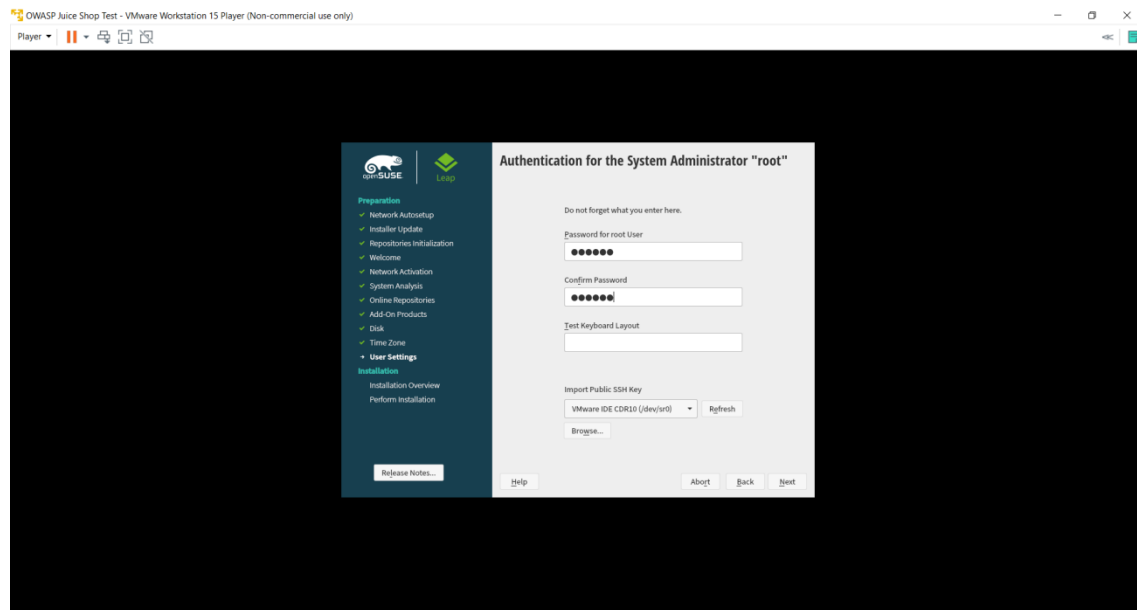 OWASP Juice Shop Test - VMware Workstation 15 Player (Non-commercial use only)
Player
openSUSE
Leap
Preparation
Network Autosetup
Installer Update
Repositories Initialization
Welcome
Network Activation
System Analysis
Online Repositories
Add-On Products
Disk
Time Zone
User Settings
Installation
Installation Overview
Perform Installation
Release Notes...
Authentication for the System Administrator "root"
Do not forget what you enter here.
Password for root User
●●●●●●
Confirm Password
●●●●●●
Test Keyboard Layout
Import Public SSH Key
VMware IDE CDR10 (/dev/sr0)
Refresh
Browse...
Help
Abort
Back
Next